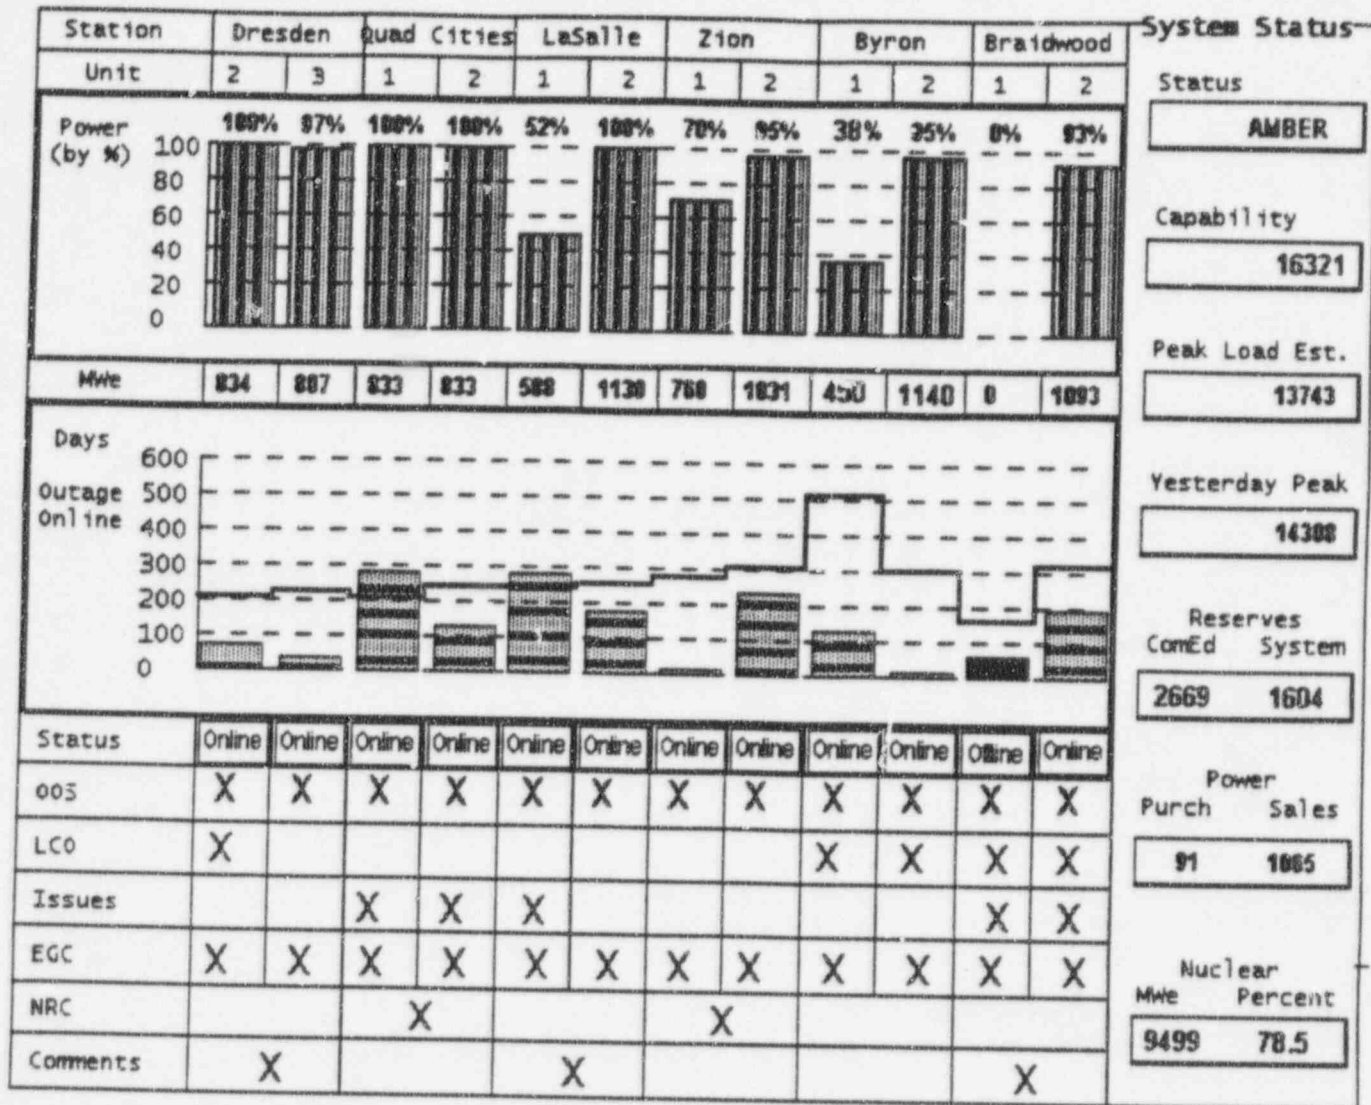 Station Dresden Quad Cities LaSalle Zion Byron Braidwood
Unit 2 3 1 2 1 2 1 2 1 2 1 2
Power (by %)
100% 97% 100% 100% 52% 100% 70% 95% 38% 95% 0% 93%
100
80
60
40
20
0
MWe 834 807 833 833 588 1130 760 1031 450 1140 0 1093
Days
Outage
Online
600
500
400
300
200
100
0
Status Online Online Online Online Online Online Online Online Online Online Offline Online
OOS X X X X X X X X X X X X
LCO X X X X X
Issues X X X X X
EGC X X X X X X X X X X X X
NRC X X
Comments X X X
System Status
Status
AMBER
Capability
16321
Peak Load Est.
13743
Yesterday Peak
14308
Reserves
ComEd System
2669 1604
Power
Purch Sales
91 1065
Nuclear
MWe Percent
9499 78.5